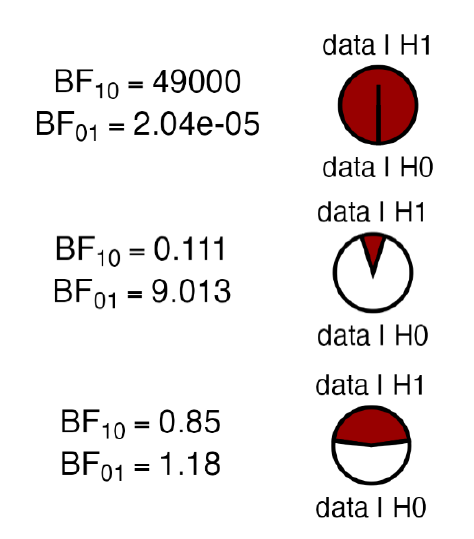 data | H1
BF₁₀ = 49000
BF₀₁ = 2.04e-05
data | H0
data | H1
BF₁₀ = 0.111
BF₀₁ = 9.013
data | H0
data | H1
BF₁₀ = 0.85
BF₀₁ = 1.18
data | H0